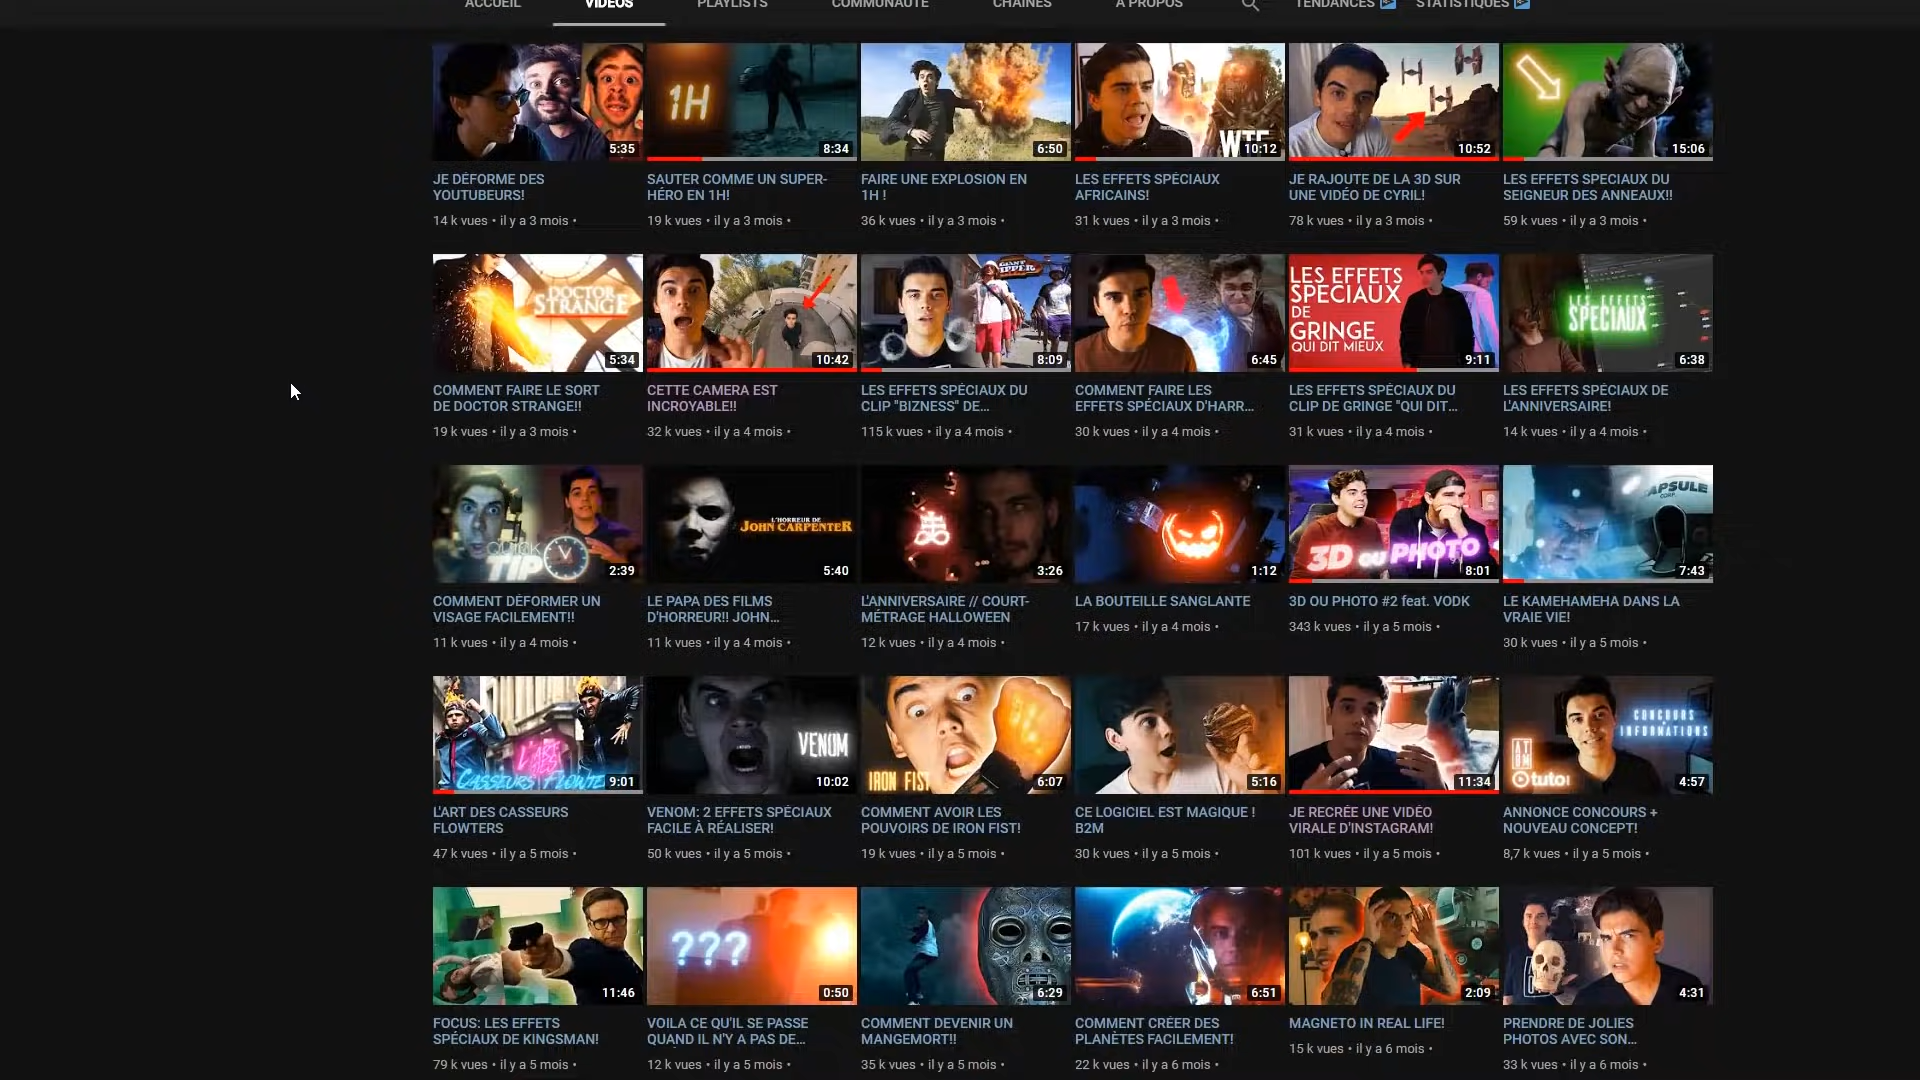 ACCUEIL VIDÉOS PLAYLISTS COMMUNAUTÉ CHAÎNES À PROPOS TENDANCES STATISTIQUES
5:35
1H
8:34
6:50
WTF
10:12
10:52
15:06
JE DÉFORME DES
YOUTUBEURS!
14 k vues • il y a 3 mois •
SAUTER COMME UN SUPER-
HÉRO EN 1H!
19 k vues • il y a 3 mois •
FAIRE UNE EXPLOSION EN
1H !
36 k vues • il y a 3 mois •
LES EFFETS SPÉCIAUX
AFRICAINS!
31 k vues • il y a 3 mois •
JE RAJOUTE DE LA 3D SUR
UNE VIDÉO DE CYRIL!
78 k vues • il y a 3 mois •
LES EFFETS SPECIAUX DU
SEIGNEUR DES ANNEAUX!!
59 k vues • il y a 3 mois •
DOCTOR
STRANGE
5:34
10:42
8:09
6:45
LES EFFETS
SPECIAUX
DE
GRINGE
QUI DIT MIEUX
9:11
LES EFFETS
SPECIAUX
6:38
COMMENT FAIRE LE SORT
DE DOCTOR STRANGE!!
19 k vues • il y a 3 mois •
CETTE CAMERA EST
INCROYABLE!!
32 k vues • il y a 4 mois •
LES EFFETS SPÉCIAUX DU
CLIP "BIZNESS" DE...
115 k vues • il y a 4 mois •
COMMENT FAIRE LES
EFFETS SPÉCIAUX D'HARR...
30 k vues • il y a 4 mois •
LES EFFETS SPÉCIAUX DU
CLIP DE GRINGE "QUI DIT...
31 k vues • il y a 4 mois •
LES EFFETS SPÉCIAUX DE
L'ANNIVERSAIRE!
14 k vues • il y a 4 mois •
QUICK
TIP
2:39
L'HORREUR DE
JOHN CARPENTER
5:40
3:26
1:12
3D OU PHOTO
8:01
CAPSULE
CORP.
7:43
COMMENT DÉFORMER UN
VISAGE FACILEMENT!!
11 k vues • il y a 4 mois •
LE PAPA DES FILMS
D'HORREUR!! JOHN...
11 k vues • il y a 4 mois •
L'ANNIVERSAIRE // COURT-
MÉTRAGE HALLOWEEN
12 k vues • il y a 4 mois •
LA BOUTEILLE SANGLANTE
17 k vues • il y a 4 mois •
3D OU PHOTO #2 feat. VODK
343 k vues • il y a 5 mois •
LE KAMEHAMEHA DANS LA
VRAIE VIE!
30 k vues • il y a 5 mois •
L'ART
DES
CASSEURS FLOWTE
9:01
VENOM
10:02
IRON FIST
6:07
5:16
11:34
CONCOURS
INFORMATIONS
tuto
4:57
L'ART DES CASSEURS
FLOWTERS
47 k vues • il y a 5 mois •
VENOM: 2 EFFETS SPÉCIAUX
FACILE À RÉALISER!
50 k vues • il y a 5 mois •
COMMENT AVOIR LES
POUVOIRS DE IRON FIST!
19 k vues • il y a 5 mois •
CE LOGICIEL EST MAGIQUE !
B2M
30 k vues • il y a 5 mois •
JE RECRÉE UNE VIDÉO
VIRALE D'INSTAGRAM!
101 k vues • il y a 5 mois •
ANNONCE CONCOURS +
NOUVEAU CONCEPT!
8,7 k vues • il y a 5 mois •
11:46
???
0:50
6:29
6:51
2:09
4:31
FOCUS: LES EFFETS
SPÉCIAUX DE KINGSMAN!
79 k vues • il y a 5 mois •
VOILA CE QU'IL SE PASSE
QUAND IL N'Y A PAS DE...
12 k vues • il y a 5 mois •
COMMENT DEVENIR UN
MANGEMORT!!
35 k vues • il y a 5 mois •
COMMENT CRÉER DES
PLANÈTES FACILEMENT!
22 k vues • il y a 6 mois •
MAGNETO IN REAL LIFE!
15 k vues • il y a 6 mois •
PRENDRE DE JOLIES
PHOTOS AVEC SON...
33 k vues • il y a 6 mois •